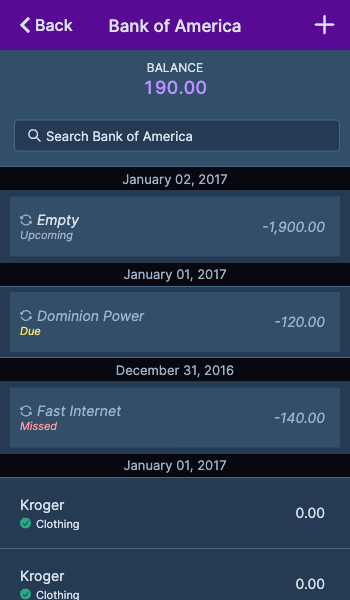 Back
Bank of America
BALANCE
190.00
Search Bank of America
January 02, 2017
Empty
-1,900.00
Upcoming
January 01, 2017
Dominion Power
-120.00
Due
December 31, 2016
Fast Internet
-140.00
Missed
January 01, 2017
Kroger
0.00
Clothing
Kroger
0.00
Clothing